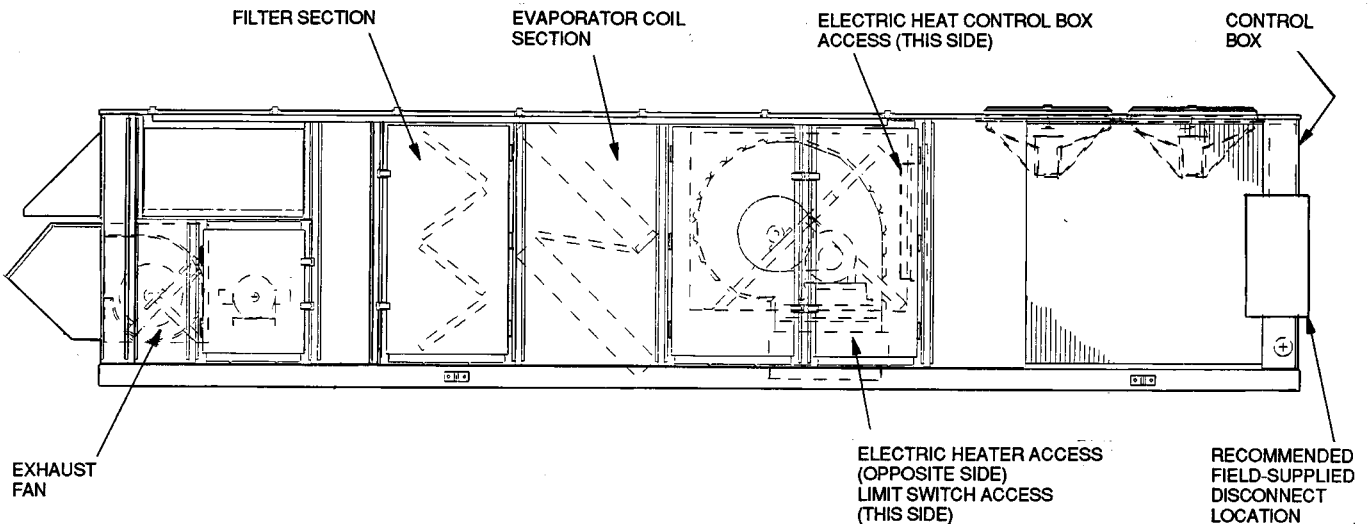 FILTER SECTION
EVAPORATOR COIL
SECTION
ELECTRIC HEAT CONTROL BOX
ACCESS (THIS SIDE)
CONTROL
BOX
EXHAUST
FAN
ELECTRIC HEATER ACCESS
(OPPOSITE SIDE)
LIMIT SWITCH ACCESS
(THIS SIDE)
RECOMMENDED
FIELD-SUPPLIED
DISCONNECT
LOCATION